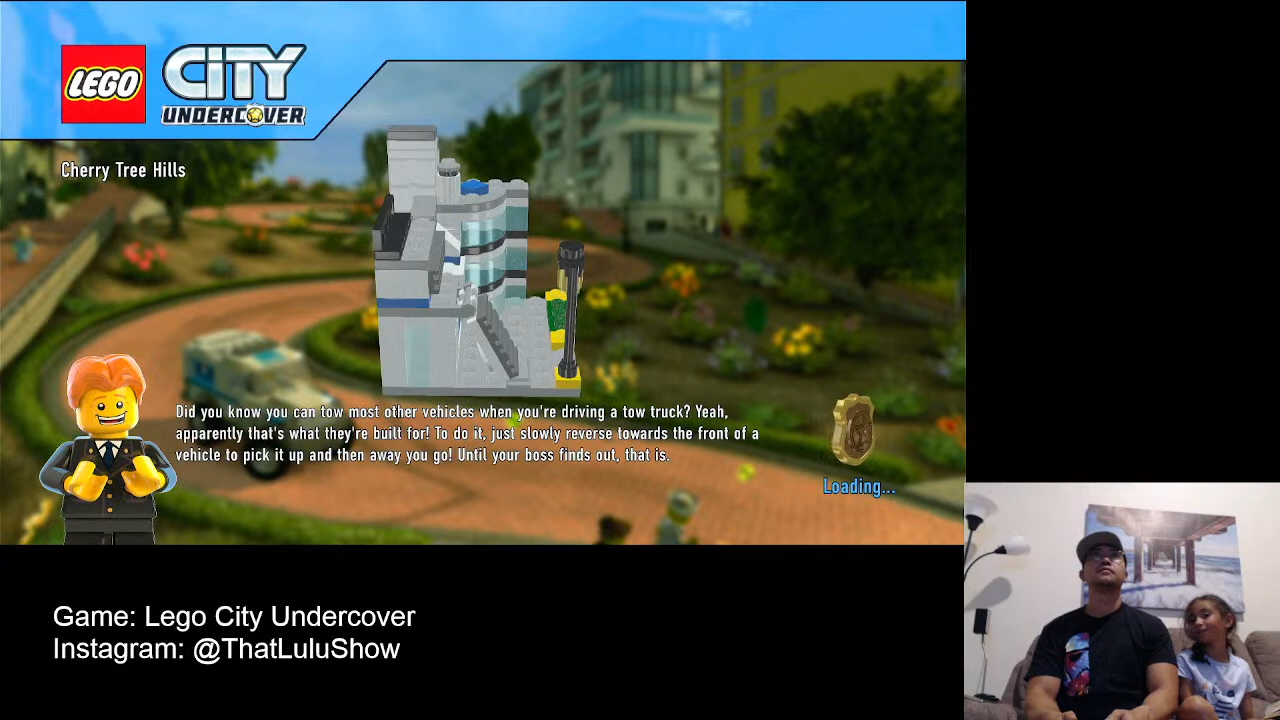 LEGO
CITY
UNDERCOVER
Cherry Tree Hills
Did you know you can tow most other vehicles when you're driving a tow truck? Yeah,
apparently that's what they're built for! To do it, just slowly reverse towards the front of a
vehicle to pick it up and then away you go! Until your boss finds out, that is.
Loading...
Game: Lego City Undercover
Instagram: @ThatLuluShow